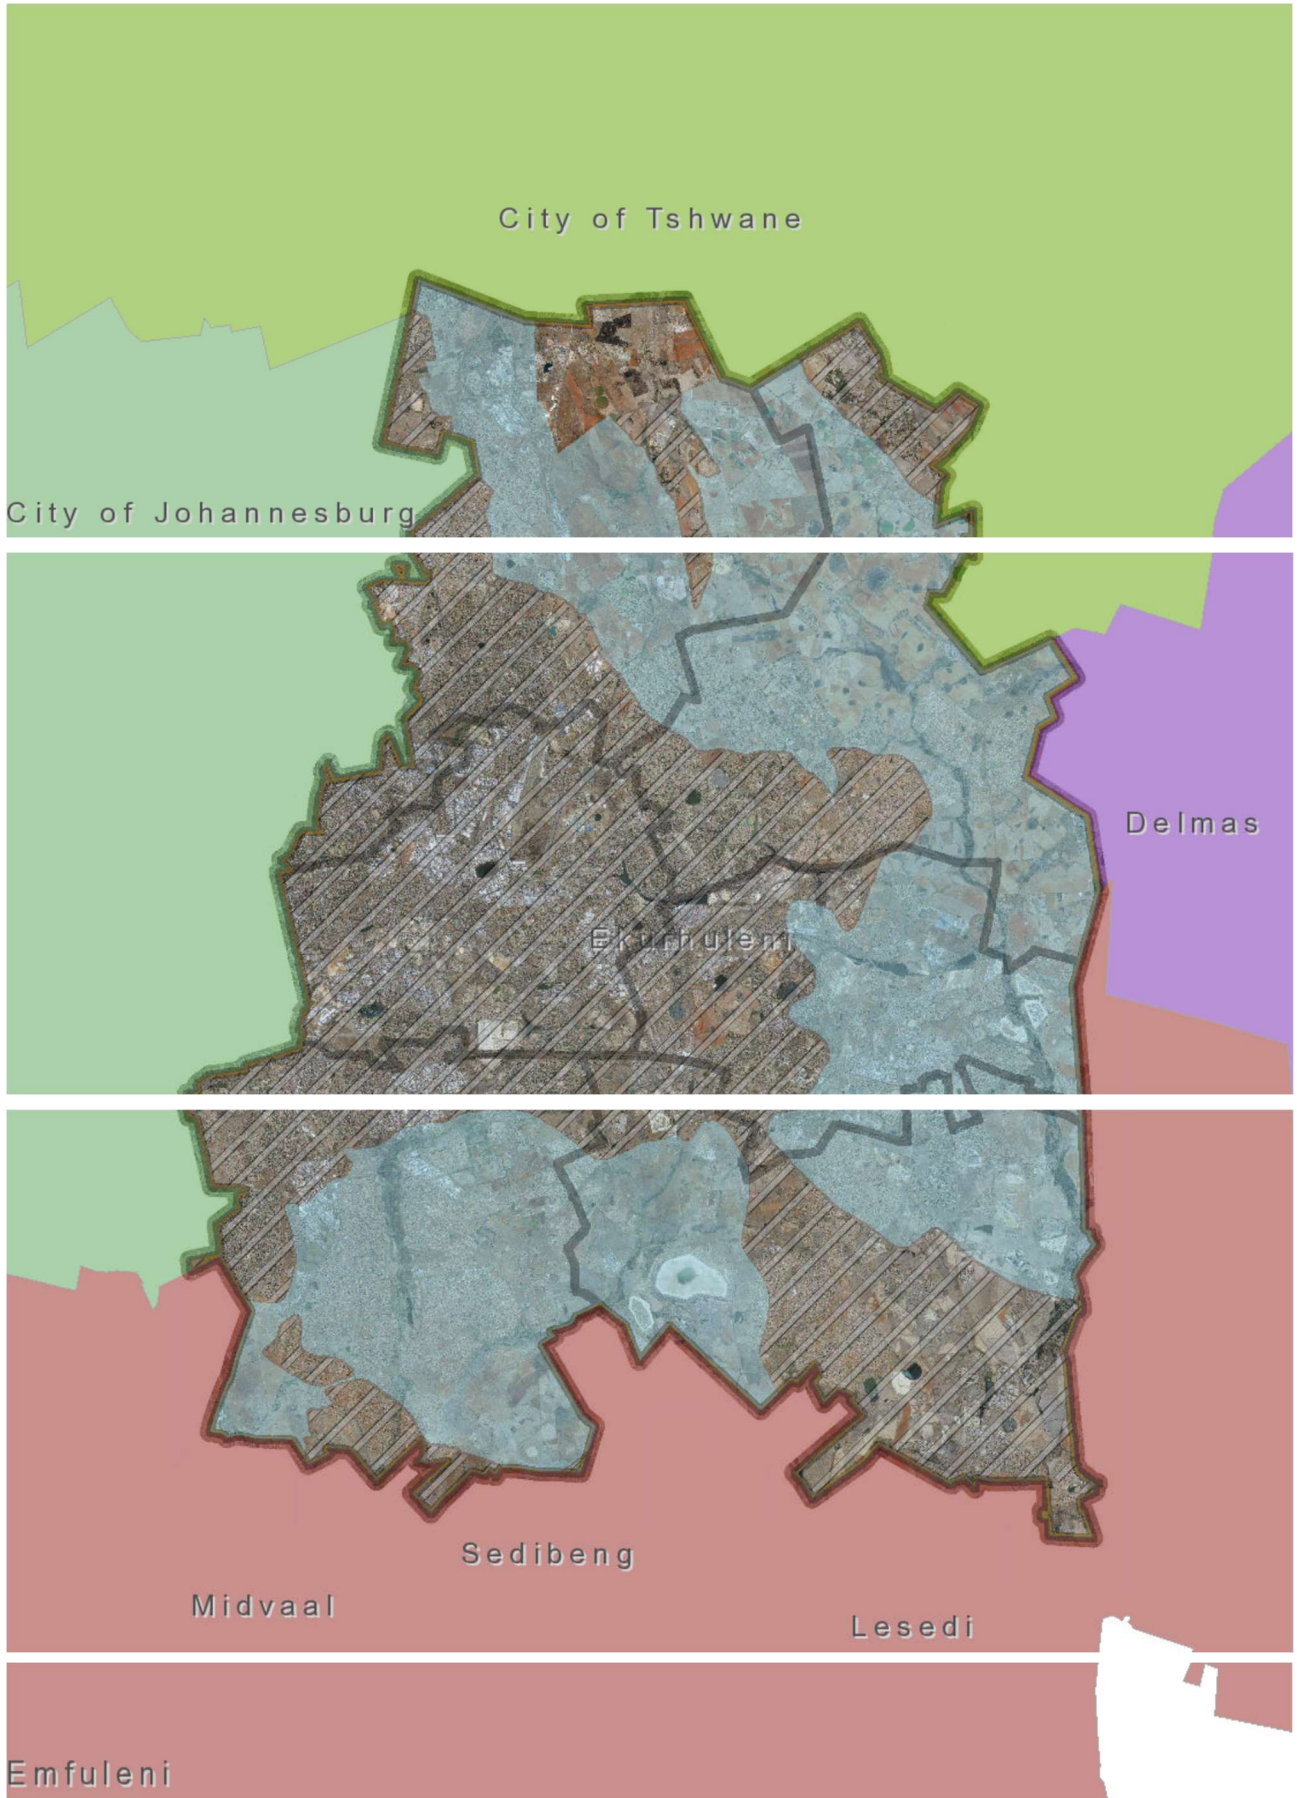 City of Tshwane
City of Johannesburg
Delmas
Ekurhuleni
Sedibeng
Midvaal
Lesedi
Emfuleni